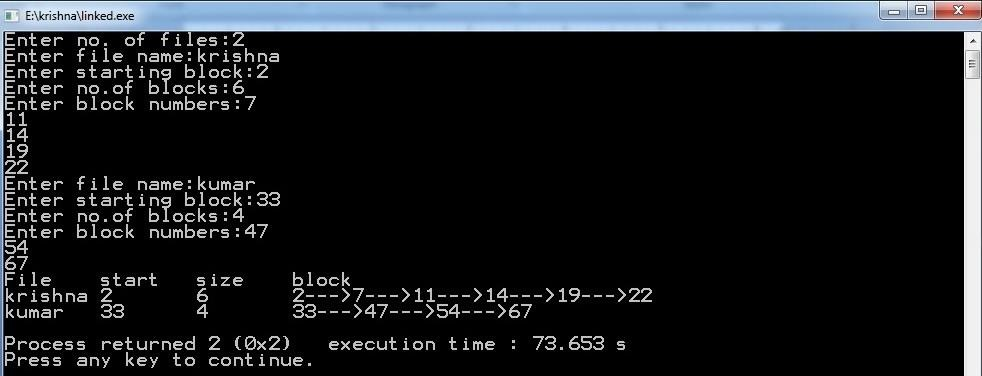 E:\krishna\linked.exe
Enter no. of files:2
Enter file name:krishna
Enter starting block:2
Enter no.of blocks:6
Enter block numbers:7
11
14
19
22
Enter file name:kumar
Enter starting block:33
Enter no.of blocks:4
Enter block numbers:47
54
67
File    start    size    block
krishna 2       6       2--->7--->11--->14--->19--->22
kumar   33      4       33--->47--->54--->67
Process returned 2 (0x2)   execution time : 73.653 s
Press any key to continue.